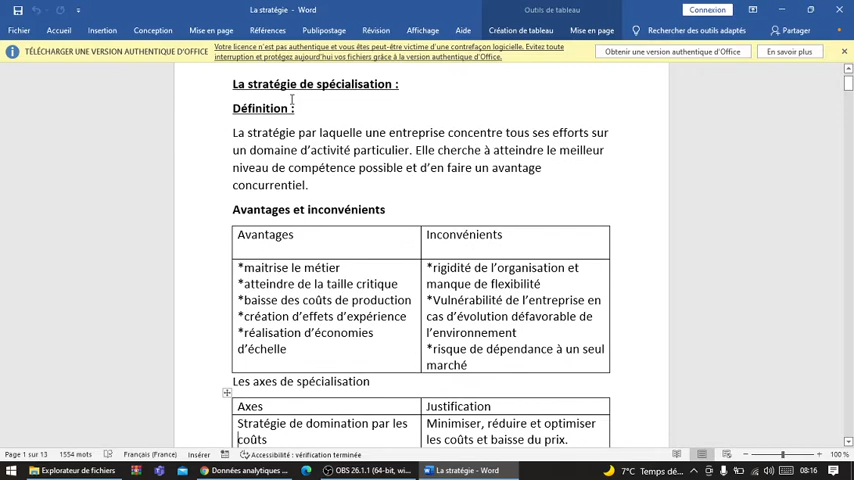 La stratégie - Word
Outils de tableau
Connexion
Fichier Accueil Insertion Conception Mise en page Références Publipostage Révision Affichage Aide Création de tableau Mise en page Rechercher des outils adaptés Partager
TÉLÉCHARGER UNE VERSION AUTHENTIQUE D'OFFICE
Votre licence n'est pas authentique et vous êtes peut-être victime d'une contrefaçon logicielle. Evitez toute
interruption et protégez aujourd'hui vos fichiers grâce à la version authentique d'Office.
Obtenir une version authentique d'Office
En savoir plus
La stratégie de spécialisation :
Définition :
La stratégie par laquelle une entreprise concentre tous ses efforts sur
un domaine d'activité particulier. Elle cherche à atteindre le meilleur
niveau de compétence possible et d'en faire un avantage
concurrentiel.
Avantages et inconvénients
Avantages
Inconvénients
*maitrise le métier
*atteindre de la taille critique
*baisse des coûts de production
*création d'effets d'expérience
*réalisation d'économies
d'échelle
*rigidité de l'organisation et
manque de flexibilité
*Vulnérabilité de l'entreprise en
cas d'évolution défavorable de
l'environnement
*risque de dépendance à un seul
marché
Les axes de spécialisation
Axes
Justification
Stratégie de domination par les
coûts
Minimiser, réduire et optimiser
les coûts et baisse du prix.
Page 1 sur 13 1554 mots Français (France) Insérer Accessibilité : vérification terminée 100 %
Explorateur de fichiers Données analytiques ... OBS 26.1.1 (64-bit, wi... La stratégie - Word 7°C Temps dé... 08:16